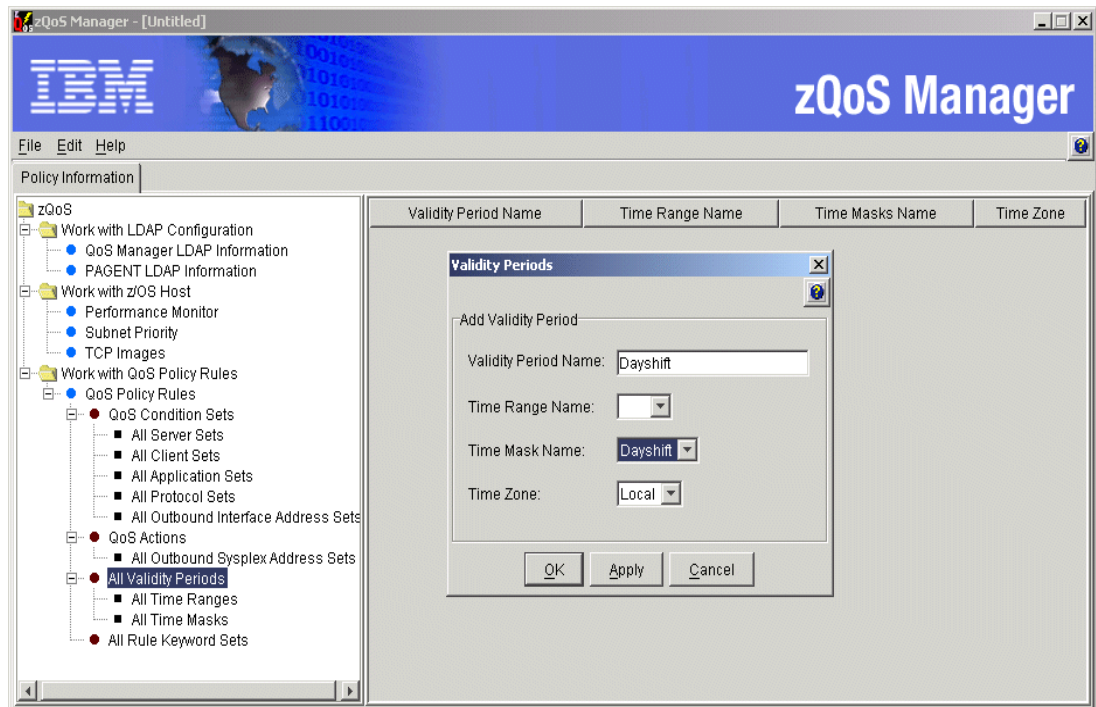 zQoS Manager - [Untitled]
IBM
zQoS Manager
File Edit Help
Policy Information
zQoS
Work with LDAP Configuration
QoS Manager LDAP Information
PAGENT LDAP Information
Work with z/OS Host
Performance Monitor
Subnet Priority
TCP Images
Work with QoS Policy Rules
QoS Policy Rules
QoS Condition Sets
All Server Sets
All Client Sets
All Application Sets
All Protocol Sets
All Outbound Interface Address Sets
QoS Actions
All Outbound Sysplex Address Sets
All Validity Periods
All Time Ranges
All Time Masks
All Rule Keyword Sets
Validity Period Name Time Range Name Time Masks Name Time Zone
Validity Periods
Add Validity Period
Validity Period Name: Dayshift
Time Range Name:
Time Mask Name: Dayshift
Time Zone: Local
OK Apply Cancel